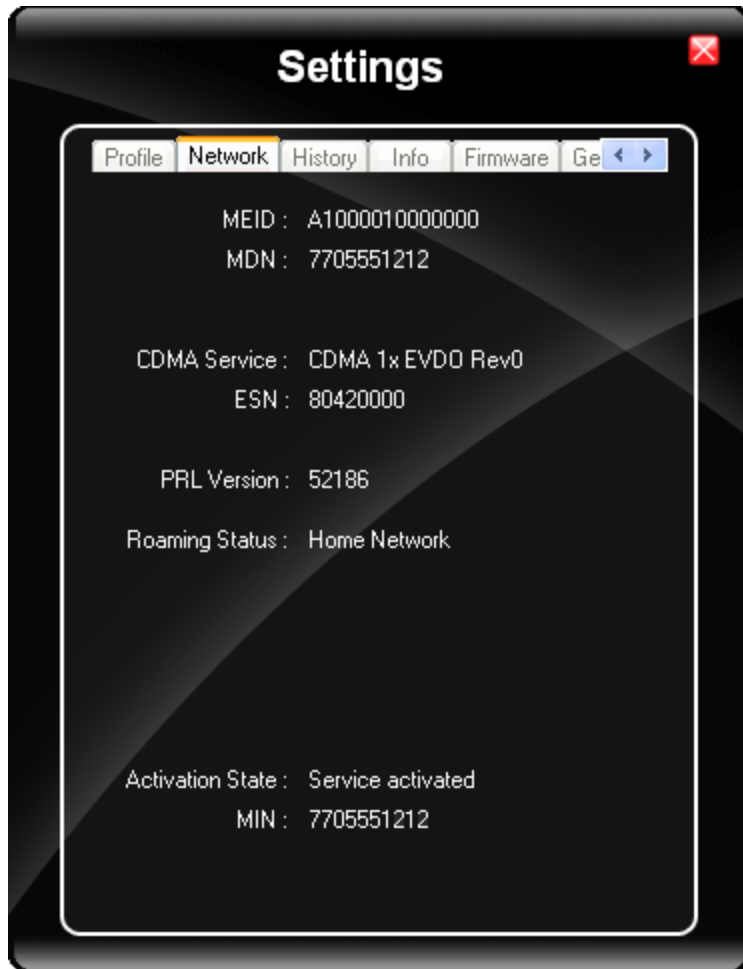 Settings
Profile Network History Info Firmware Ge
MEID : A1000010000000
MDN : 7705551212
CDMA Service : CDMA 1x EVDO Rev0
ESN : 80420000
PRL Version : 52186
Roaming Status : Home Network
Activation State : Service activated
MIN : 7705551212